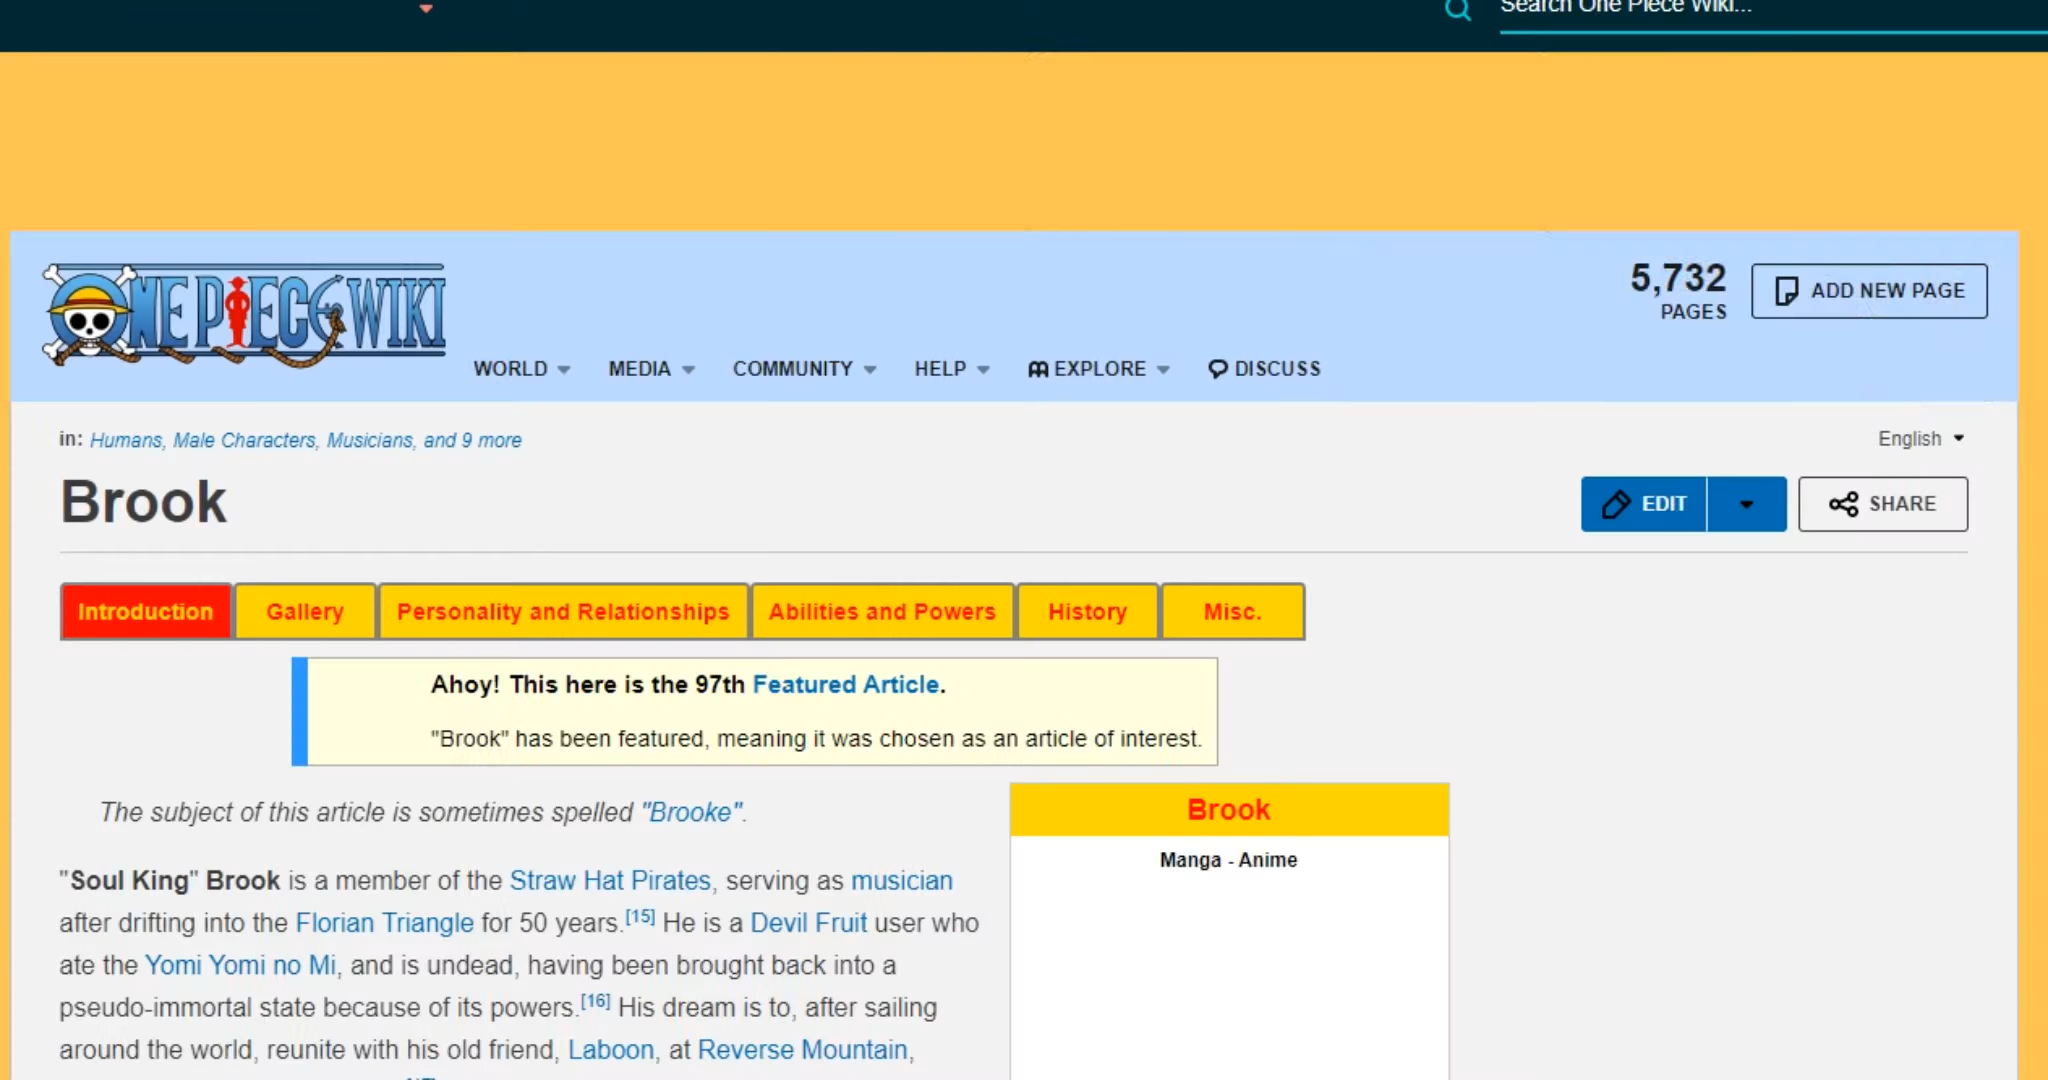 Search One Piece Wiki...
ONE PIECE WIKI
5,732
PAGES
ADD NEW PAGE
WORLD
MEDIA
COMMUNITY
HELP
EXPLORE
DISCUSS
in: Humans, Male Characters, Musicians, and 9 more
English
Brook
EDIT
SHARE
Introduction
Gallery
Personality and Relationships
Abilities and Powers
History
Misc.
Ahoy! This here is the 97th Featured Article.
"Brook" has been featured, meaning it was chosen as an article of interest.
The subject of this article is sometimes spelled "Brooke".
"Soul King" Brook is a member of the Straw Hat Pirates, serving as musician
after drifting into the Florian Triangle for 50 years.[15] He is a Devil Fruit user who
ate the Yomi Yomi no Mi, and is undead, having been brought back into a
pseudo-immortal state because of its powers.[16] His dream is to, after sailing
around the world, reunite with his old friend, Laboon, at Reverse Mountain,
Brook
Manga - Anime